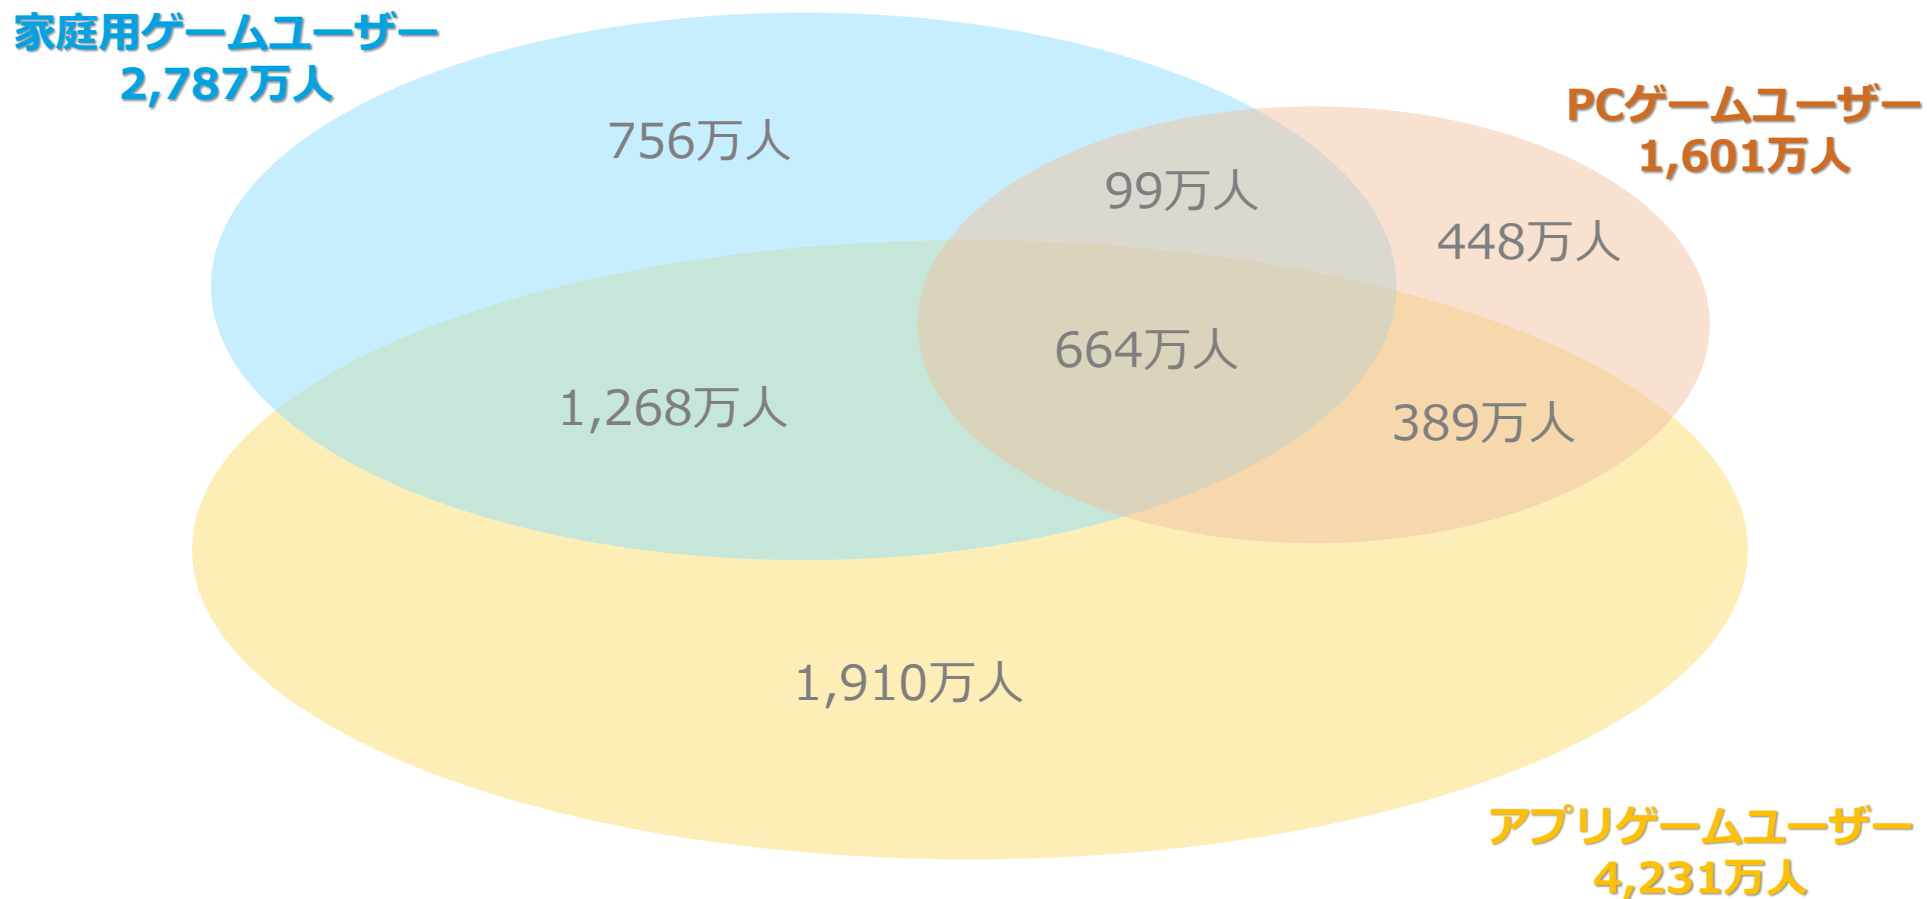 家庭用ゲームユーザー
2,787万人
PCゲームユーザー
1,601万人
756万人
99万人
448万人
664万人
1,268万人
389万人
1,910万人
アプリゲームユーザー
4,231万人